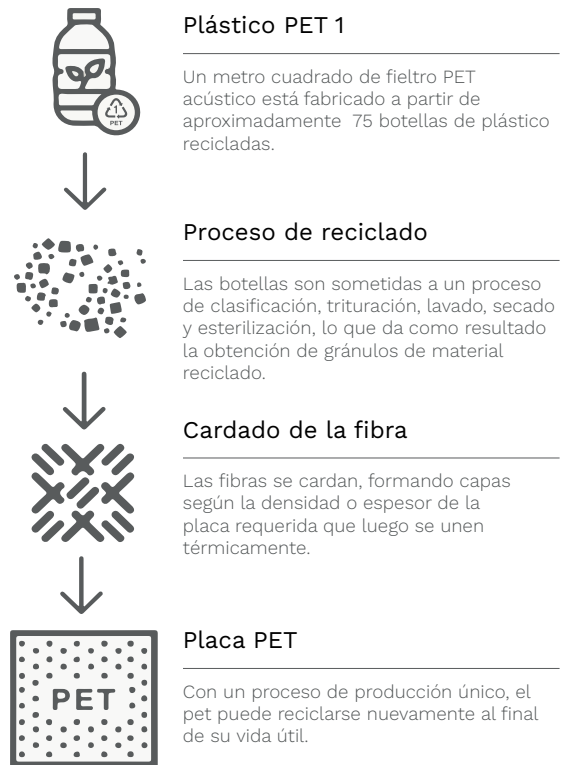 Plástico PET 1
Un metro cuadrado de fieltro PET
acústico está fabricado a partir de
aproximadamente 75 botellas de plástico
recicladas.
1
PET
Proceso de reciclado
Las botellas son sometidas a un proceso
de clasificación, trituración, lavado, secado
y esterilización, lo que da como resultado
la obtención de gránulos de material
reciclado.
Cardado de la fibra
Las fibras se cardan, formando capas
según la densidad o espesor de la
placa requerida que luego se unen
térmicamente.
Placa PET
PET
Con un proceso de producción único, el
pet puede reciclarse nuevamente al final
de su vida útil.